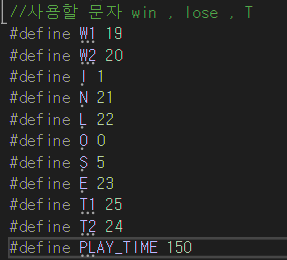 //사용할 문자 win , lose , T
#define W1 19
#define W2 20
#define I 1
#define N 21
#define L 22
#define O 0
#define S 5
#define E 23
#define T1 25
#define T2 24
#define PLAY_TIME 150